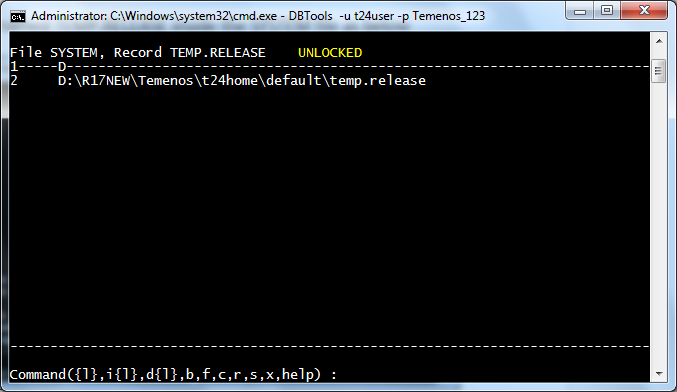 Administrator: C:\Windows\system32\cmd.exe - DBTools -u t24user -p Temenos_123
File SYSTEM, Record TEMP.RELEASE    UNLOCKED
1-----D-------------------------------------------------------------------------
2     D:\R17NEW\Temenos\t24home\default\temp.release
--------------------------------------------------------------------------------
Command({l},i{l},d{l},b,f,c,r,s,x,help) :